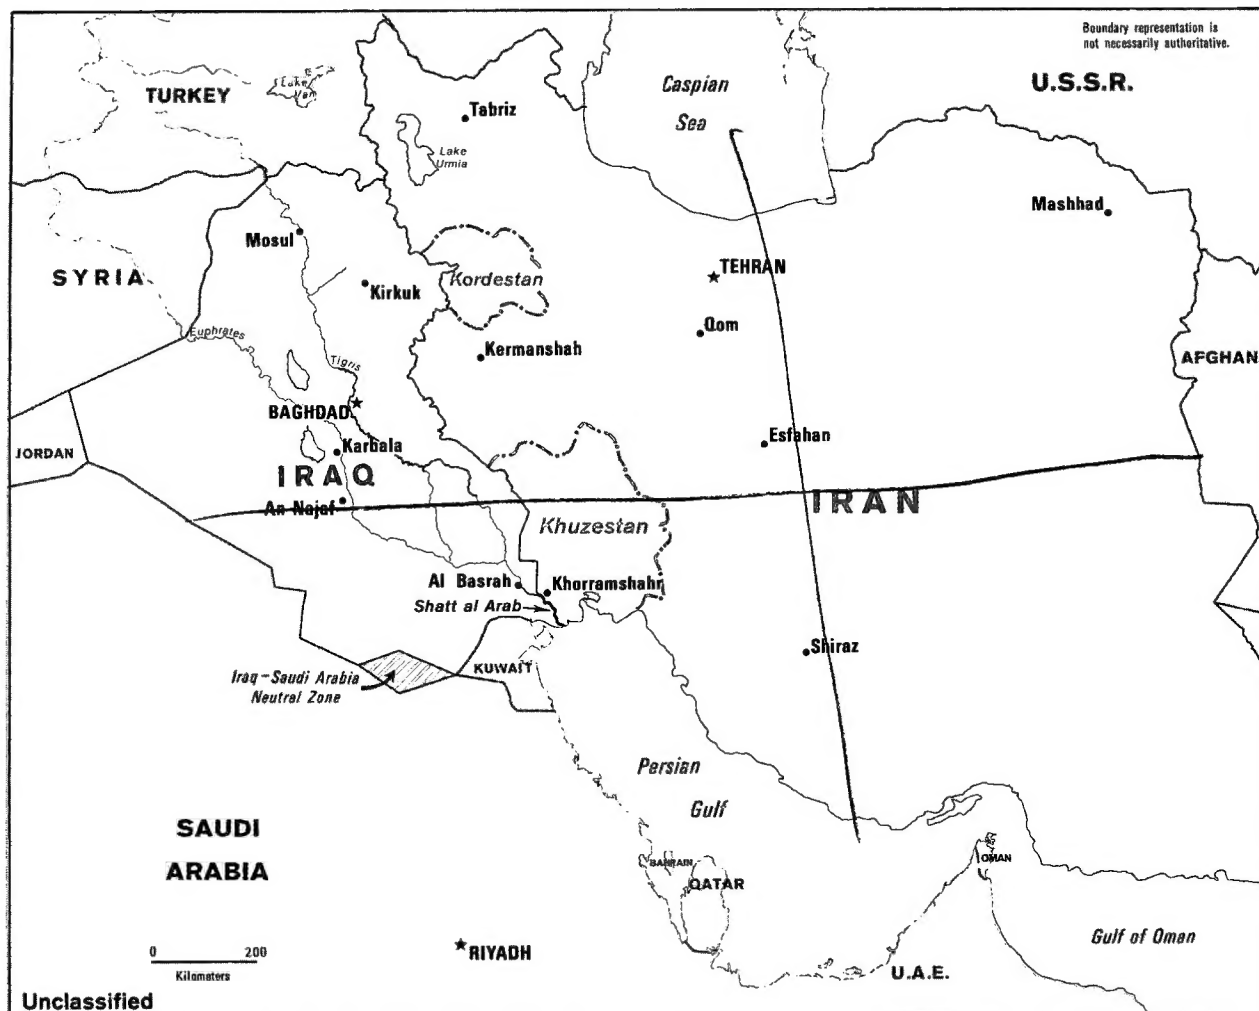 Boundary representation is
not necessarily authoritative.
U.S.S.R.
Caspian
Sea
TURKEY
Lake
Van
Tabriz
Lake
Urmia
Mashhad
Mosul
SYRIA
Kordestan
TEHRAN
Kirkuk
Qom
Euphrates
Kermanshah
Tigris
AFGHAN
BAGHDAD
Esfahan
Karbala
JORDAN
IRAQ
IRAN
An Najaf
Khuzestan
Al Basrah
Khorramshahr
Shatt al Arab
Shiraz
KUWAIT
Iraq-Saudi Arabia
Neutral Zone
Persian
Gulf
SAUDI
ARABIA
BAHRAIN
QATAR
OMAN
Gulf of Oman
RIYADH
U.A.E.
0 200
Kilometers
Unclassified